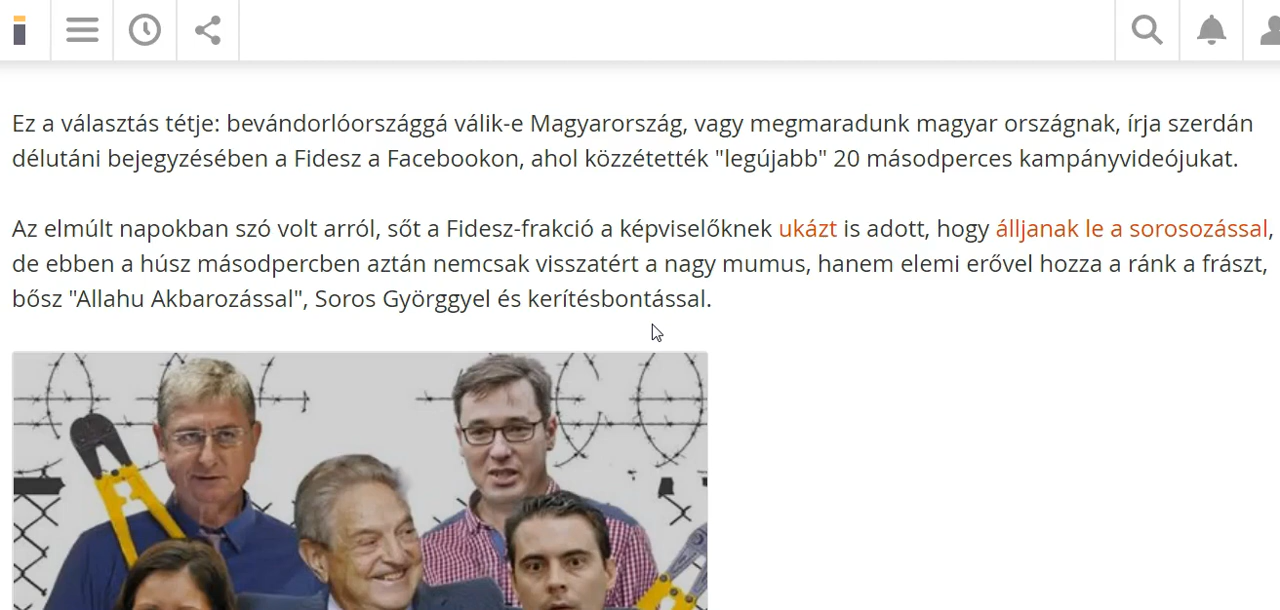 Ez a választás tétje: bevándorlóországgá válik-e Magyarország, vagy megmaradunk magyar országnak, írja szerdán
délutáni bejegyzésében a Fidesz a Facebookon, ahol közzétették "legújabb" 20 másodperces kampányvideójukat.
Az elmúlt napokban szó volt arról, sőt a Fidesz-frakció a képviselőknek ukázt is adott, hogy álljanak le a sorosozással,
de ebben a húsz másodpercben aztán nemcsak visszatért a nagy mumus, hanem elemi erővel hozza a ránk a frászt,
bősz "Allahu Akbarozással", Soros Györggyel és kerítésbontással.